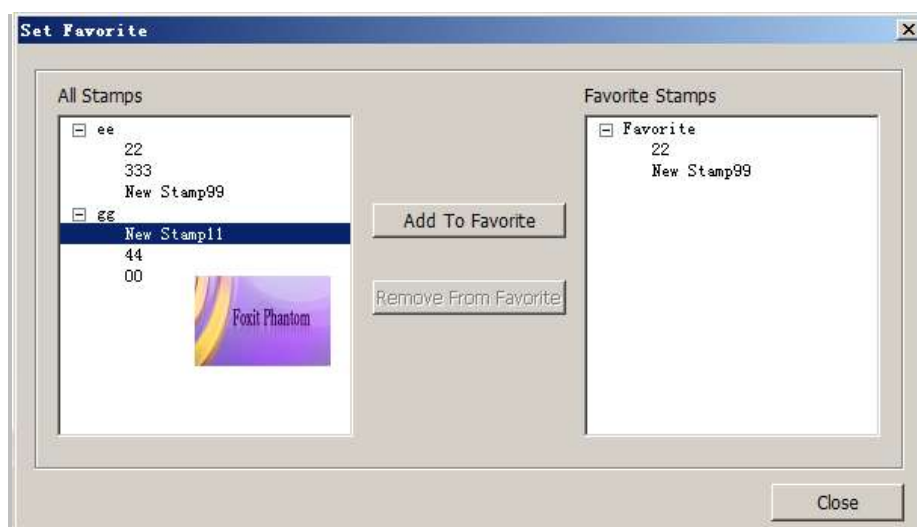 Set Favorite
All Stamps
ee
22
333
New Stamp99
gg
New Stamp11
44
00
Foxit Phantom
Add To Favorite
Remove From Favorite
Favorite Stamps
Favorite
22
New Stamp99
Close